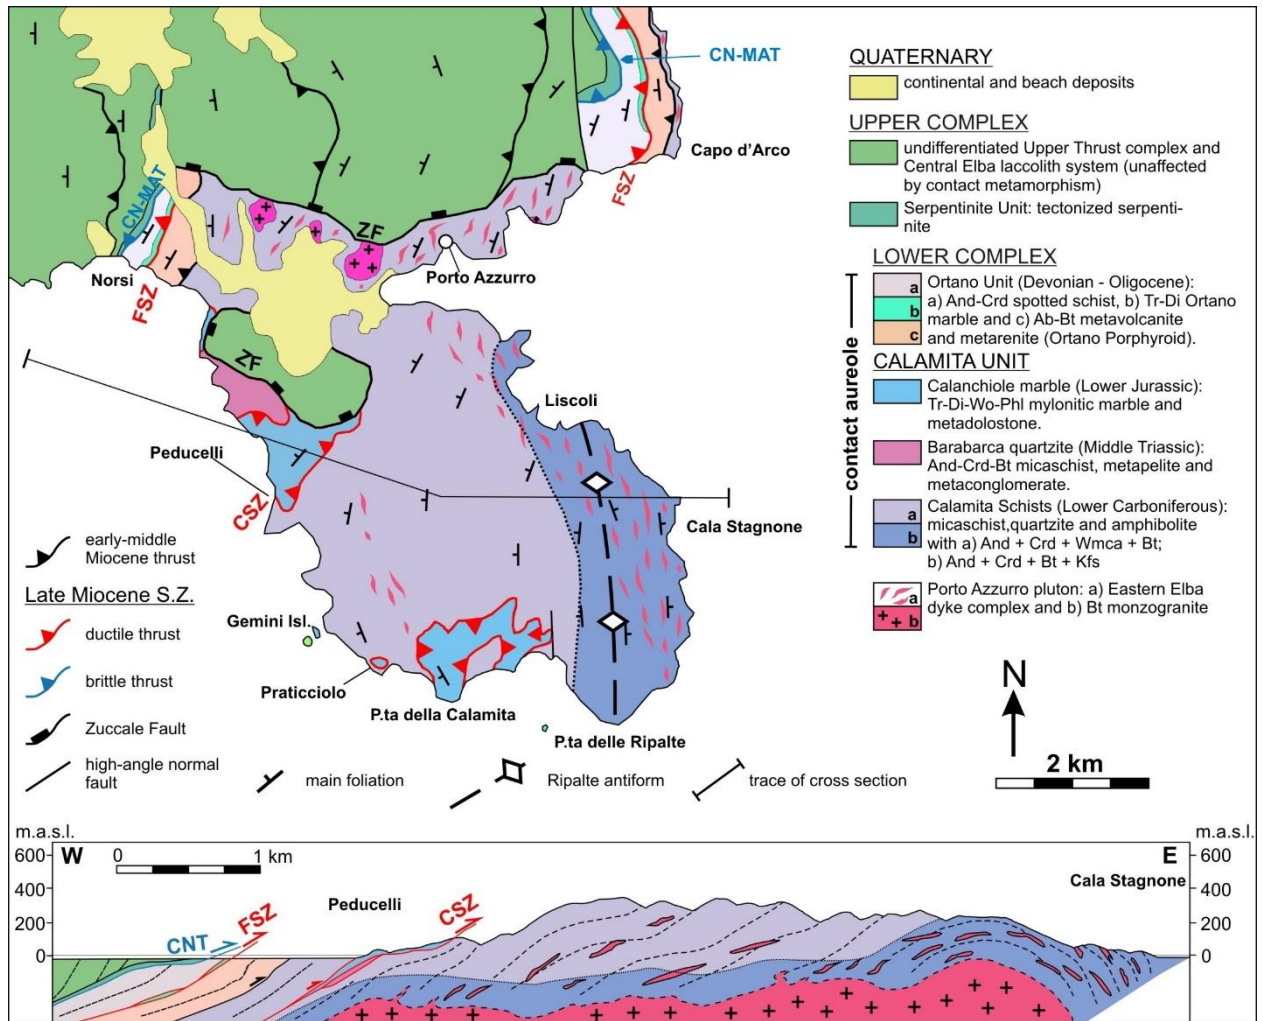 CN-MAT
Capo d'Arco
FSZ
CN-MAT
ZF
Porto Azzurro
Norsi
FSZ
ZF
Liscoli
Peducelli
CSZ
Cala Stagnone
Gemini Isl.
Praticciolo
P.ta della Calamita
P.ta delle Ripalte
QUATERNARY
continental and beach deposits
UPPER COMPLEX
undifferentiated Upper Thrust complex and
Central Elba laccolith system (unaffected
by contact metamorphism)
Serpentinite Unit: tectonized serpenti-
nite
LOWER COMPLEX
contact aureole
a
b
c
Ortano Unit (Devonian - Oligocene):
a) And-Crd spotted schist, b) Tr-Di Ortano
marble and c) Ab-Bt metavolcanite
and metarenite (Ortano Porphyroid).
CALAMITA UNIT
Calanchiole marble (Lower Jurassic):
Tr-Di-Wo-Phl mylonitic marble and
metadolostone.
Barabarca quartzite (Middle Triassic):
And-Crd-Bt micaschist, metapelite and
metaconglomerate.
a
b
Calamita Schists (Lower Carboniferous):
micaschist,quartzite and amphibolite
with a) And + Crd + Wmca + Bt;
b) And + Crd + Bt + Kfs
a
b
Porto Azzurro pluton: a) Eastern Elba
dyke complex and b) Bt monzogranite
early-middle
Miocene thrust
Late Miocene S.Z.
ductile thrust
brittle thrust
Zuccale Fault
high-angle normal
fault
main foliation
Ripalte antiform
trace of cross section
N
2 km
m.a.s.l.
600
400
200
0
W
0 1 km
CNT
FSZ
Peducelli
CSZ
E
Cala Stagnone
m.a.s.l.
600
400
200
0